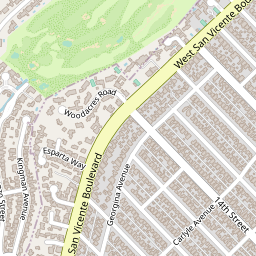 West San Vicente Bou
Woodacres Road
Esparta Way
Kingman Avenue
Street
San Vicente Boulevard
Georgina Avenue
14th Street
Carlyle Avenue